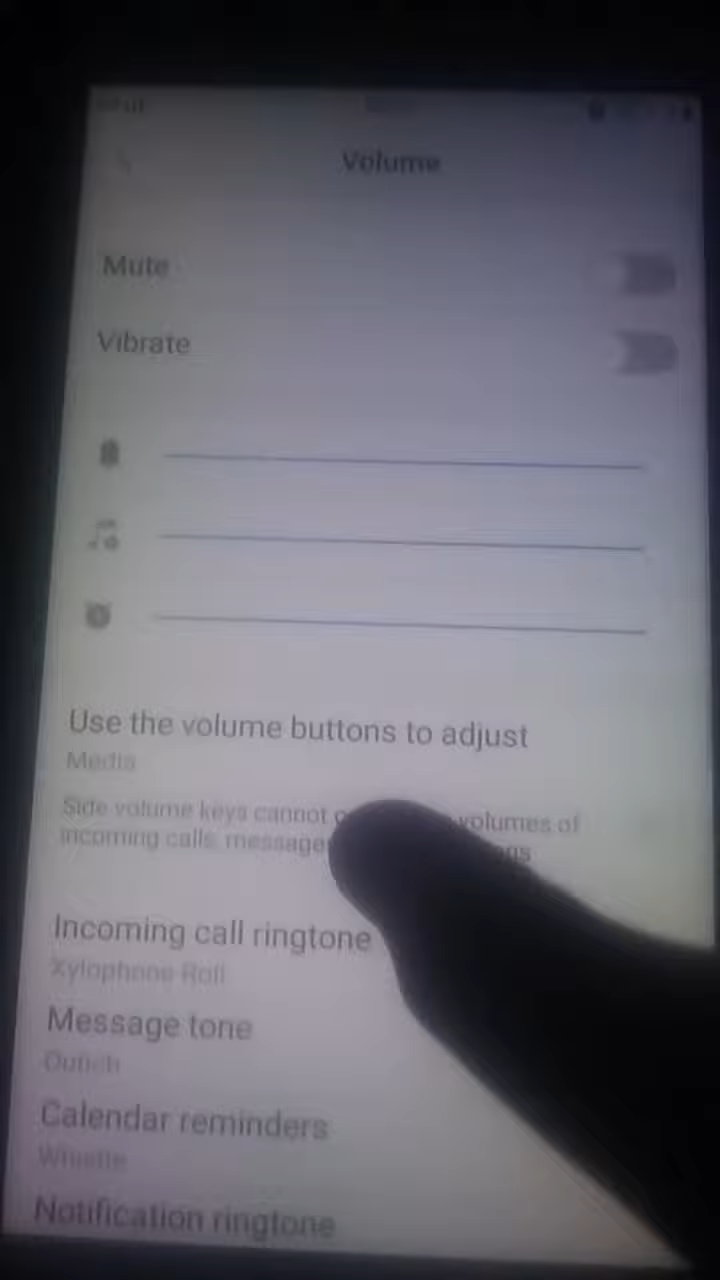 Volume
Mute
Vibrate
Use the volume buttons to adjust
Media
Side volume keys cannot volumes of
incoming calls, message
Incoming call ringtone
Xylophone Roll
Message tone
Calendar reminders
Whistle
Notification ringtone